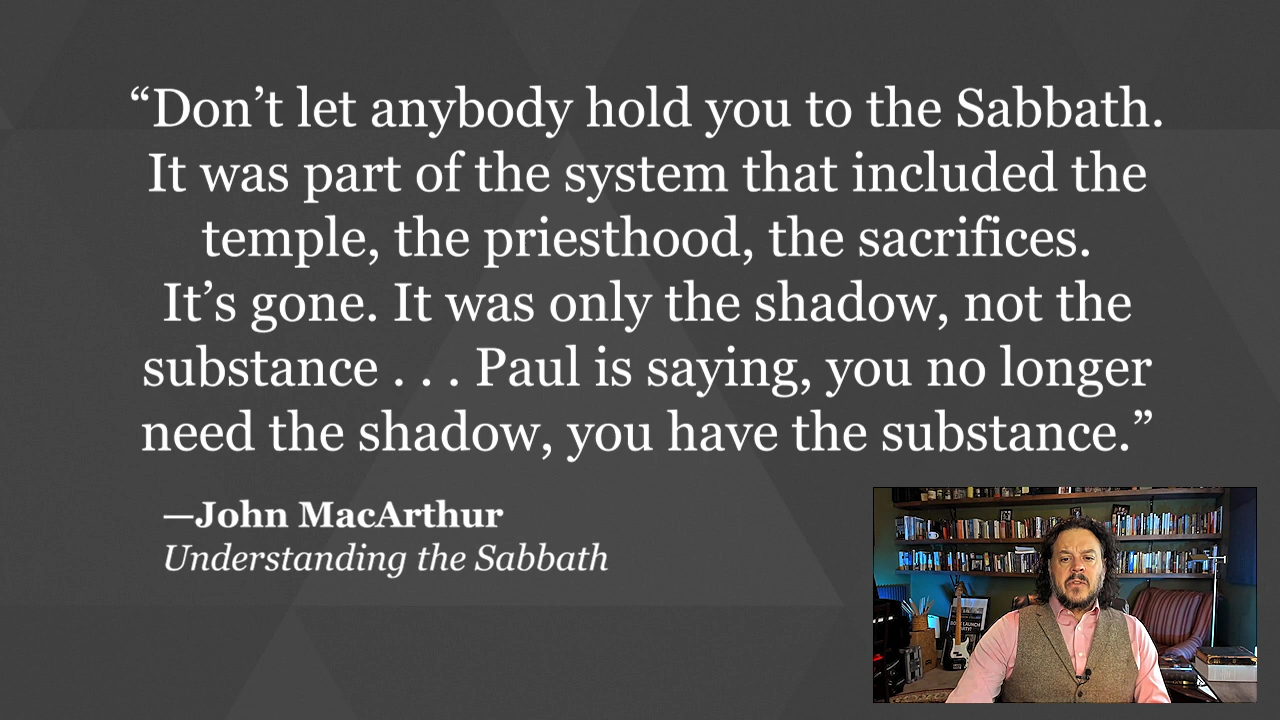 “Don’t let anybody hold you to the Sabbath.
It was part of the system that included the
temple, the priesthood, the sacrifices.
It’s gone. It was only the shadow, not the
substance . . . Paul is saying, you no longer
need the shadow, you have the substance.”
—John MacArthur
Understanding the Sabbath
LAUNCH